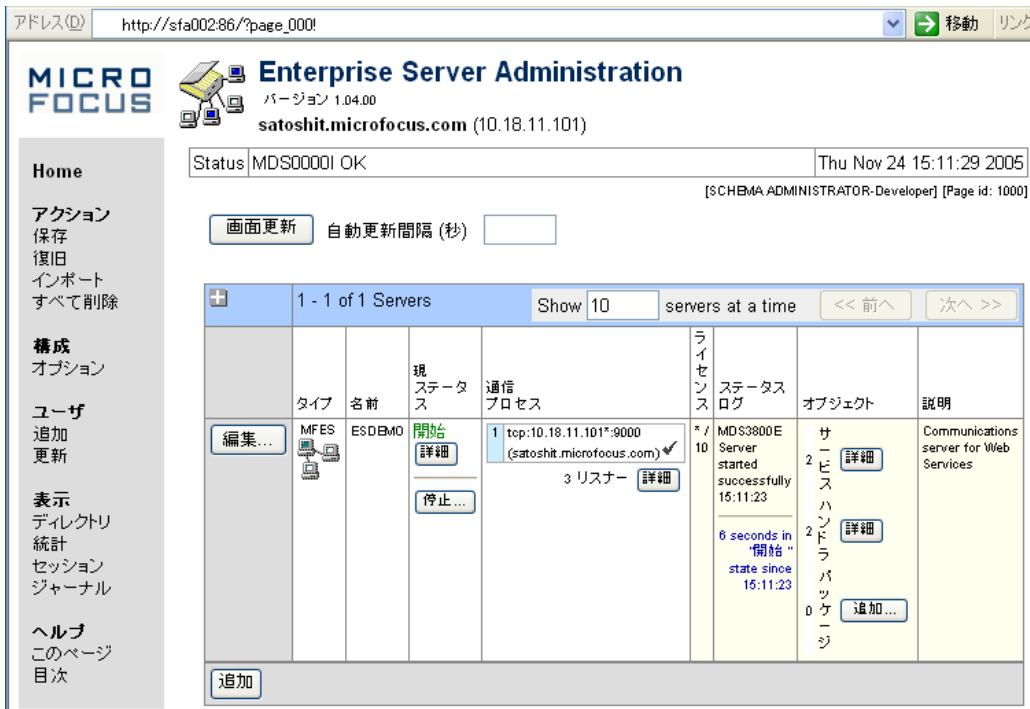 アドレス(D) http://sfa002:86/?page_000! 移動 リンク
MICRO
FOCUS
Enterprise Server Administration
バージョン 1.04.00
satoshit.microfocus.com (10.18.11.101)
Home
アクション
保存
復旧
インポート
すべて削除
構成
オプション
ユーザ
追加
更新
表示
ディレクトリ
統計
セッション
ジャーナル
ヘルプ
このページ
目次
Status MDS0000I OK Thu Nov 24 15:11:29 2005
[SCHEMA ADMINISTRATOR-Developer] [Page id: 1000]
画面更新 自動更新間隔 (秒)
1 - 1 of 1 Servers Show 10 servers at a time << 前へ 次へ >>
タイプ
名前
現
ステータ
ス
通信
プロセス
ライセンス
ステータス
ログ
オブジェクト
説明
編集...
MFES
ESDEMO
開始
詳細
停止...
1 tcp:10.18.11.101*:9000
(satoshit.microfocus.com)
3 リスナー 詳細
* /
10
MDS3800E
Server
started
successfully
15:11:23
6 seconds in
"開始 "
state since
15:11:23
2 サービス 詳細
2 ハンドラ 詳細
0 パッケージ 追加...
Communications
server for Web
Services
追加